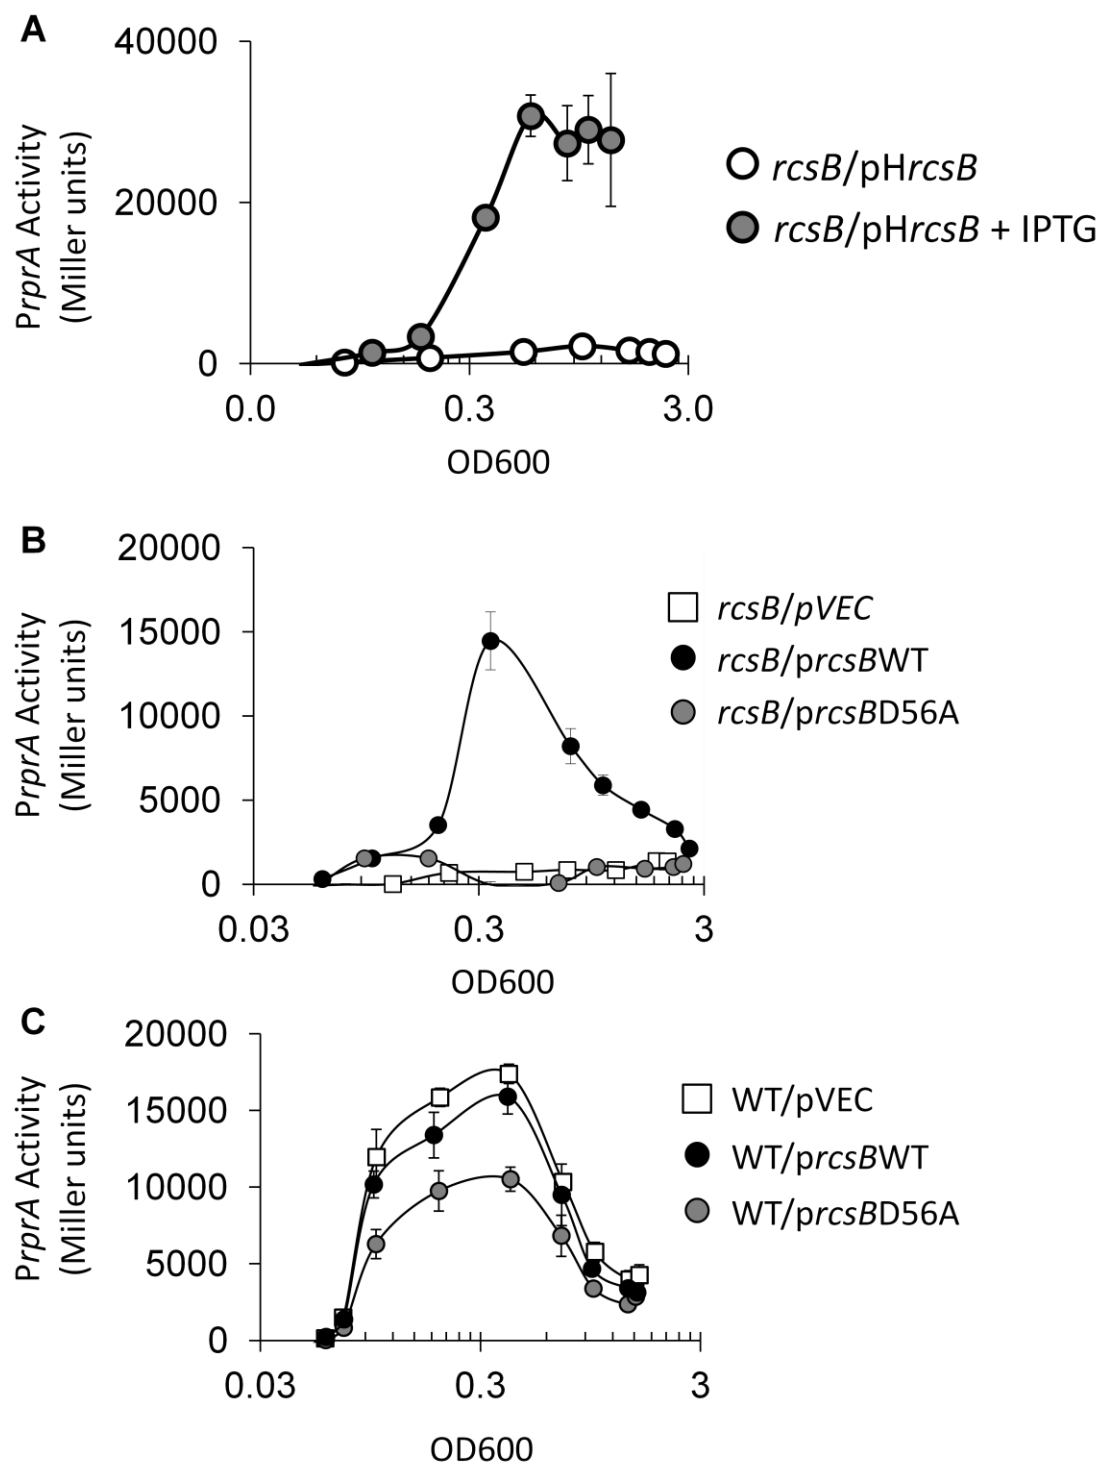 A
40000
20000
0
PrprA Activity
(Miller units)
0.0
0.3
3.0
OD600
rcsB/pHrcsB
rcsB/pHrcsB + IPTG
B
20000
15000
10000
5000
0
PrprA Activity
(Miller units)
0.03
0.3
3
OD600
rcsB/pVEC
rcsB/prcsBWT
rcsB/prcsBD56A
C
20000
15000
10000
5000
0
PrprA Activity
(Miller units)
0.03
0.3
3
OD600
WT/pVEC
WT/prcsBWT
WT/prcsBD56A